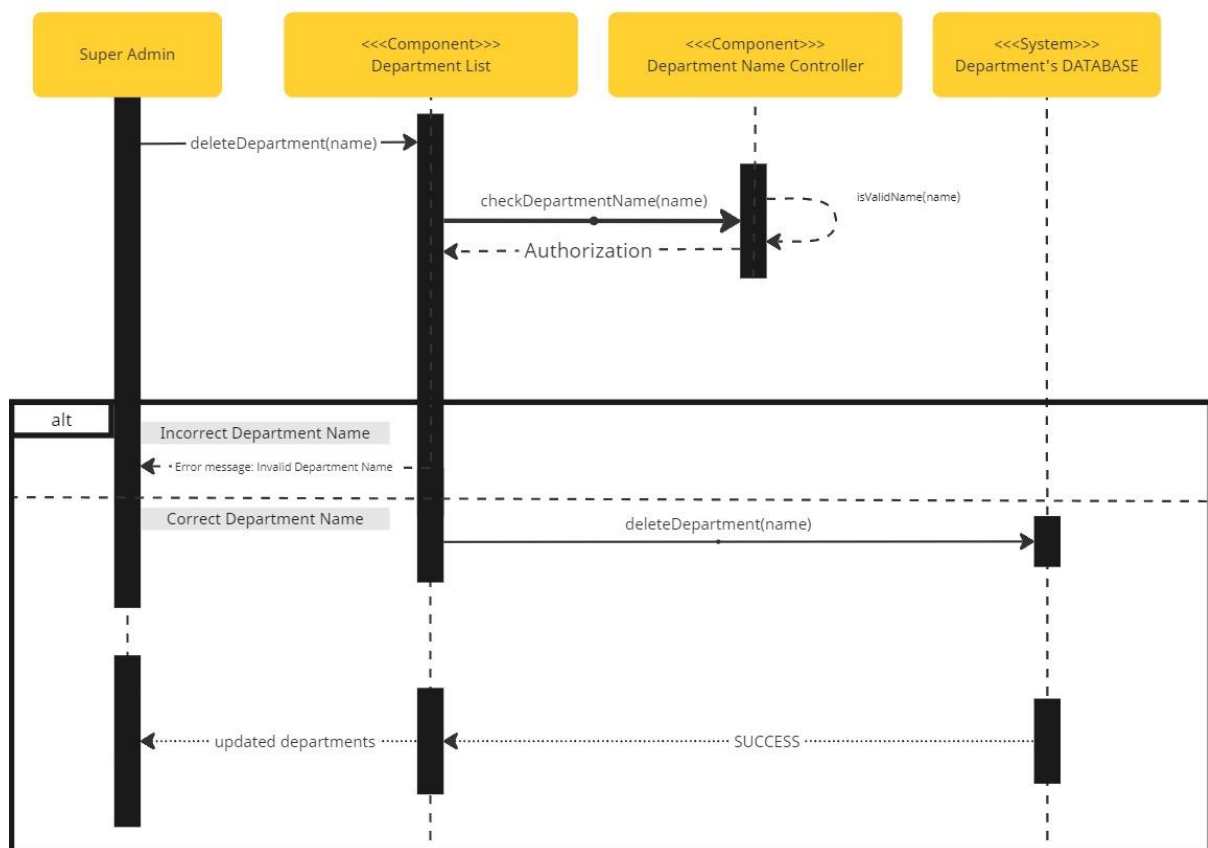 Super Admin
<<<Component>>>
Department List
<<<Component>>>
Department Name Controller
<<<System>>>
Department's DATABASE
deleteDepartment(name)
checkDepartmentName(name)
isValidName(name)
Authorization
alt
Incorrect Department Name
Error message: Invalid Department Name
Correct Department Name
deleteDepartment(name)
updated departments
SUCCESS